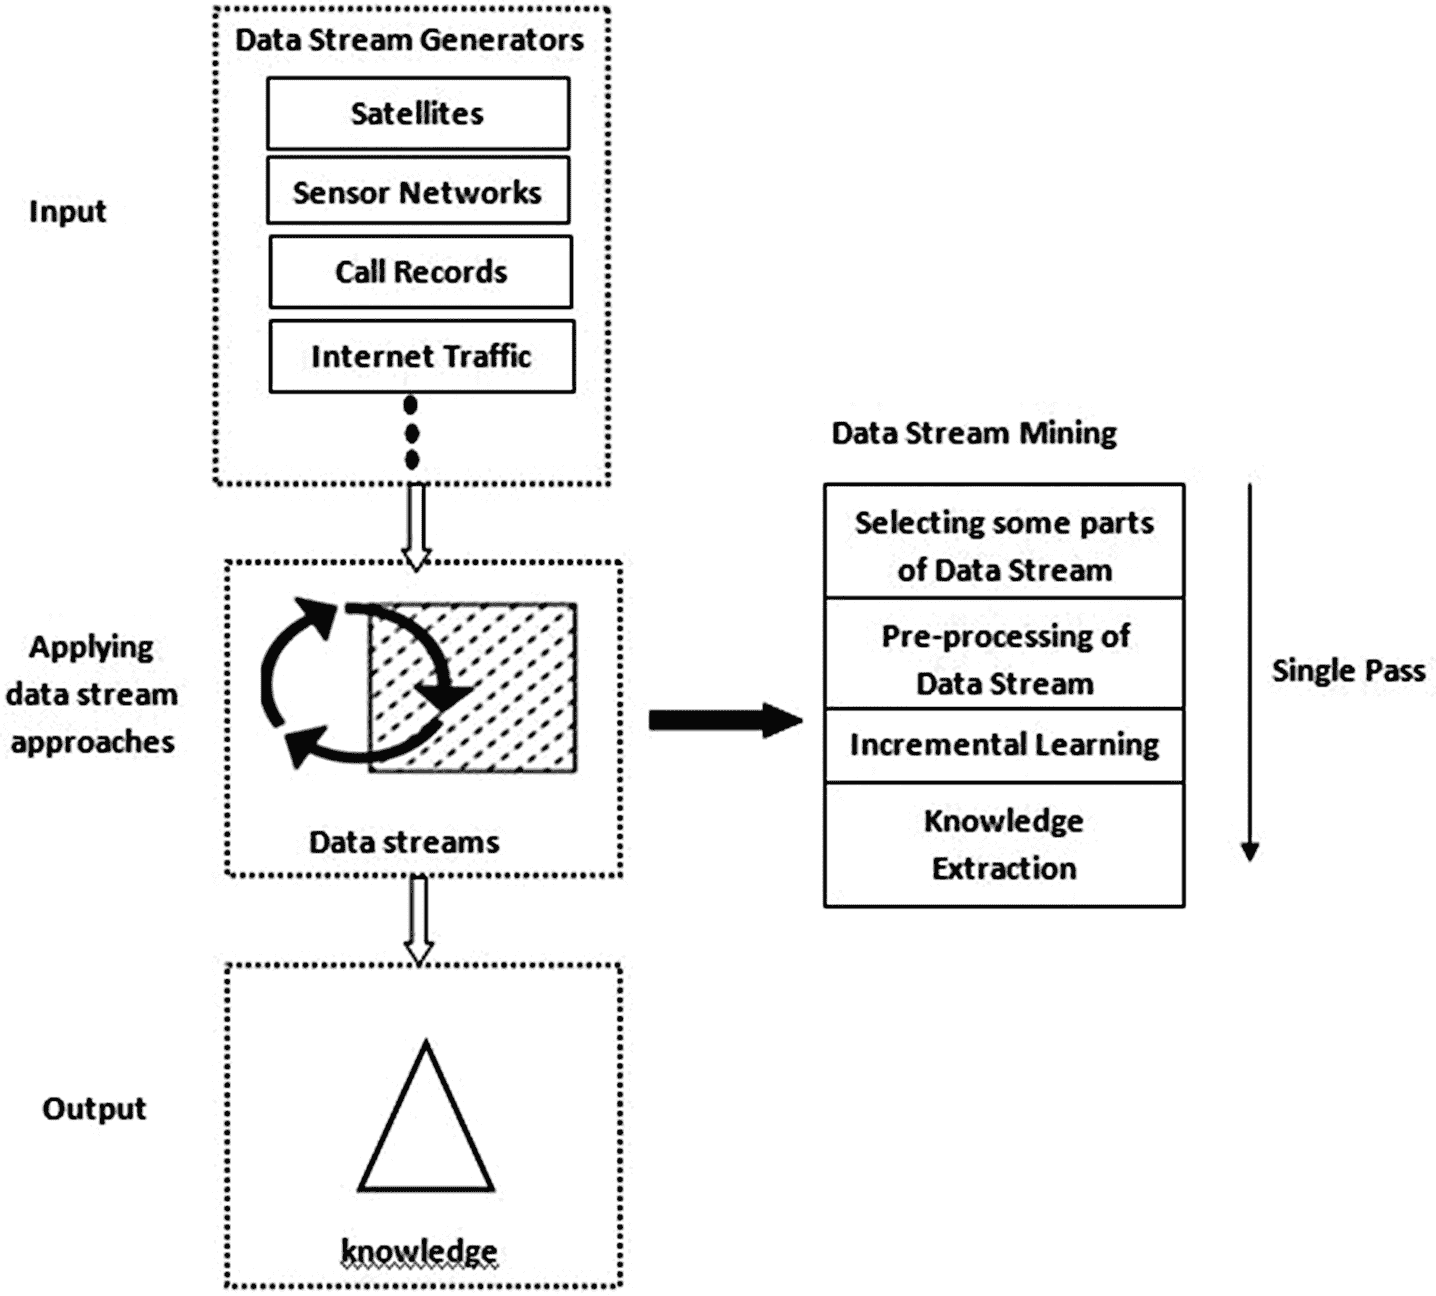 Data Stream Generators
Satellites
Sensor Networks
Input
Call Records
Internet Traffic
Data Stream Mining
Selecting some parts
of Data Stream
Pre-processing of
Data Stream
Incremental Learning
Knowledge
Extraction
Single Pass
Applying
data stream
approaches
Data streams
Output
knowledge